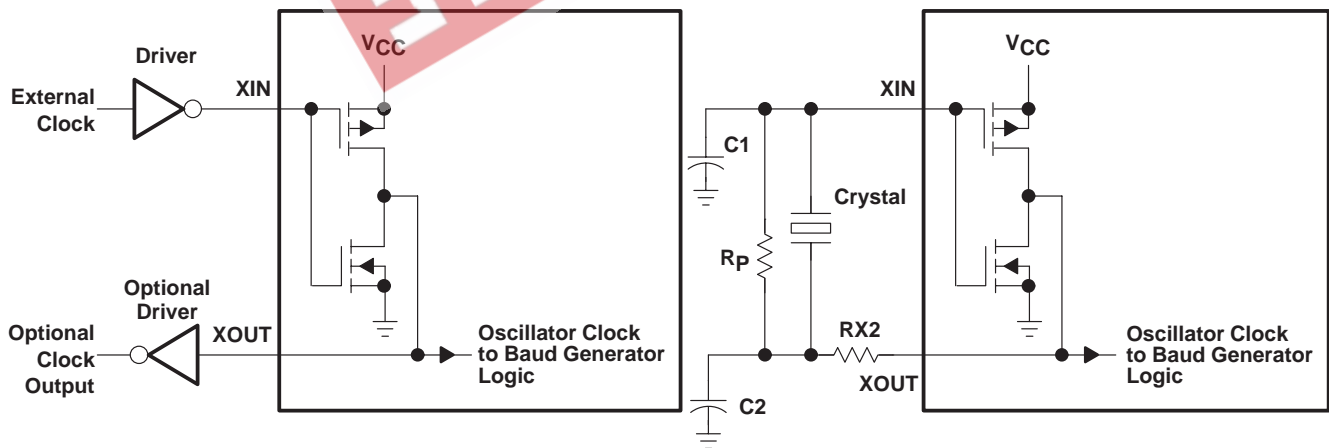 Driver
External
Clock
XIN
VCC
Optional
Driver
Optional
Clock
Output
XOUT
Oscillator Clock
to Baud Generator
Logic
C1
Crystal
RP
RX2
C2
XIN
VCC
XOUT
Oscillator Clock
to Baud Generator
Logic